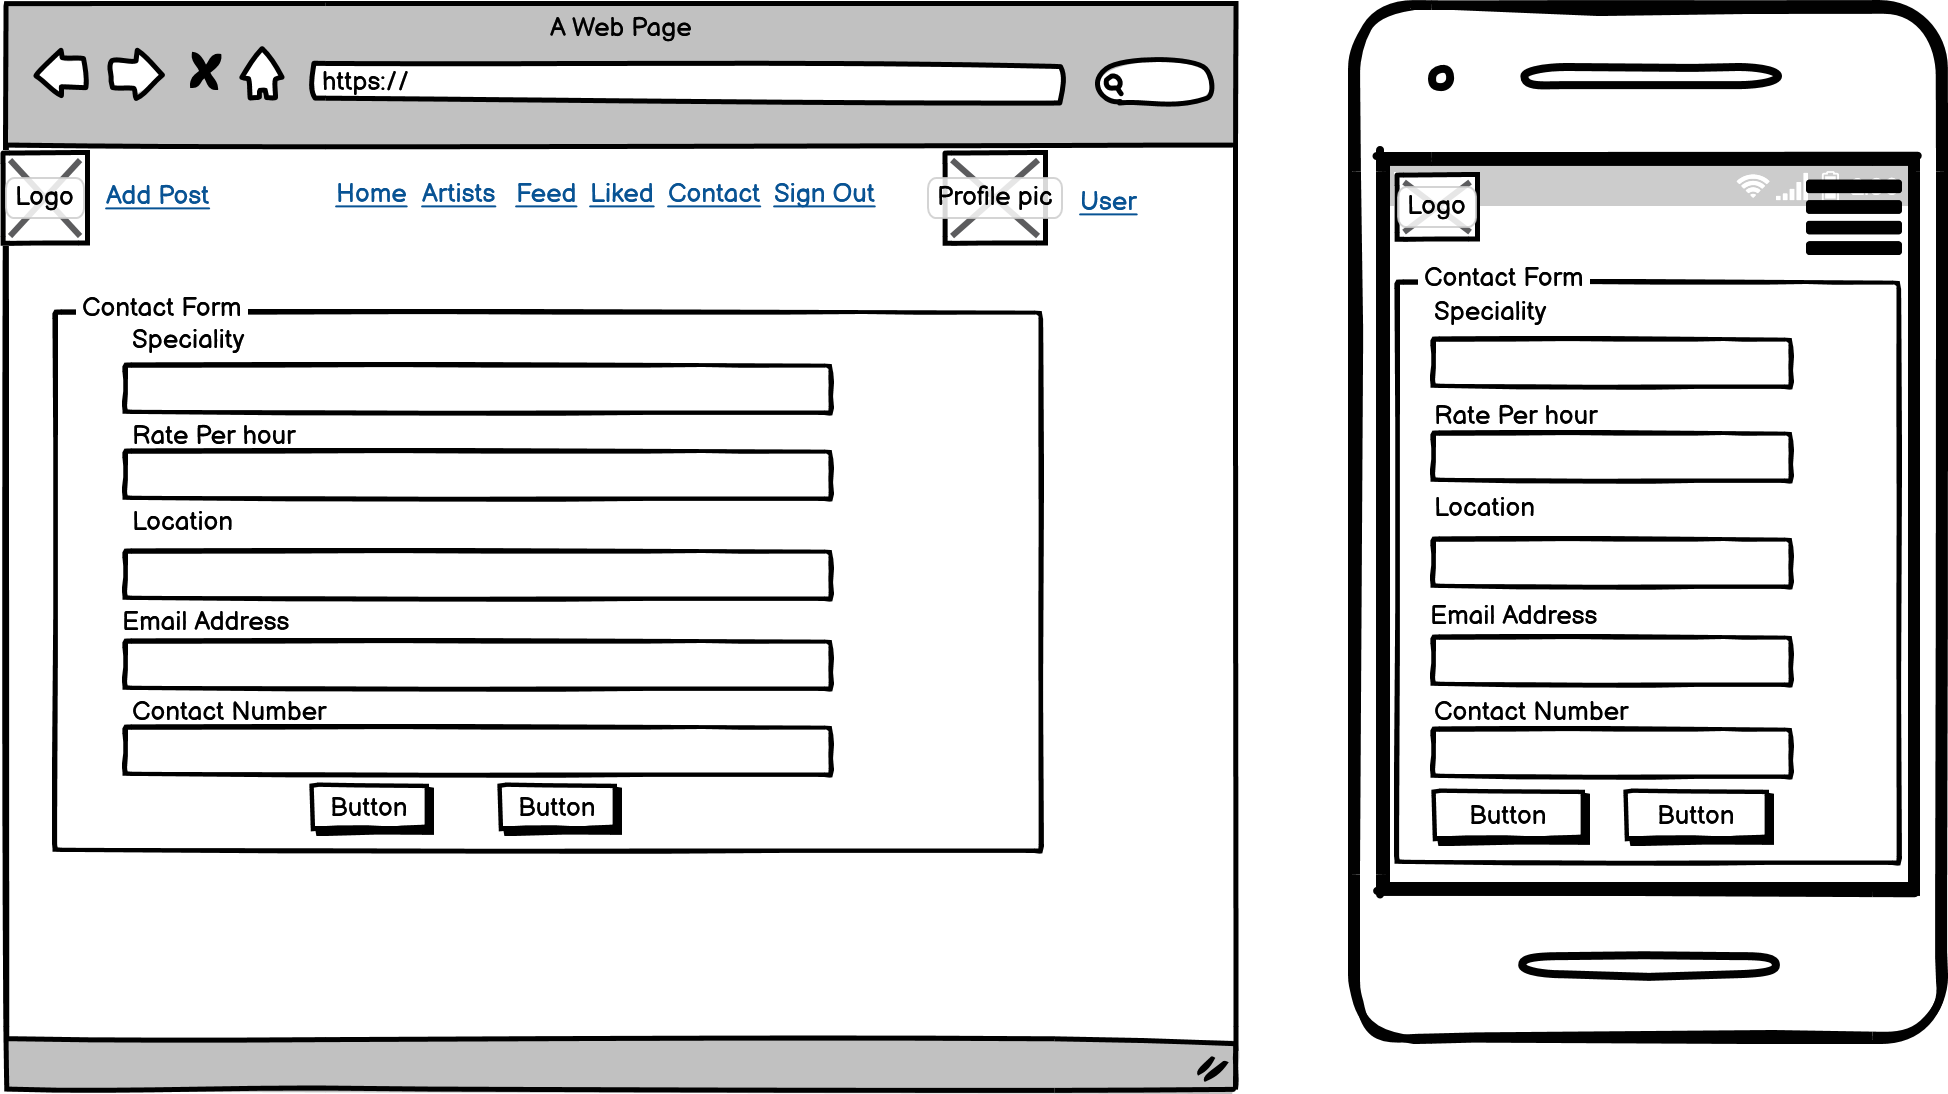 A Web Page
https://
Logo
Add Post
Home Artists Feed Liked Contact Sign Out
Profile pic
User
Contact Form
Speciality
Rate Per hour
Location
Email Address
Contact Number
Button Button
Logo
Contact Form
Speciality
Rate Per hour
Location
Email Address
Contact Number
Button Button